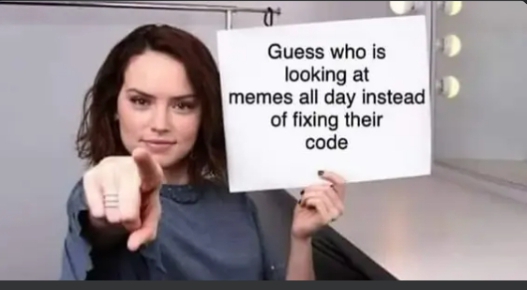 Guess who is
looking at
memes all day instead
of fixing their
code